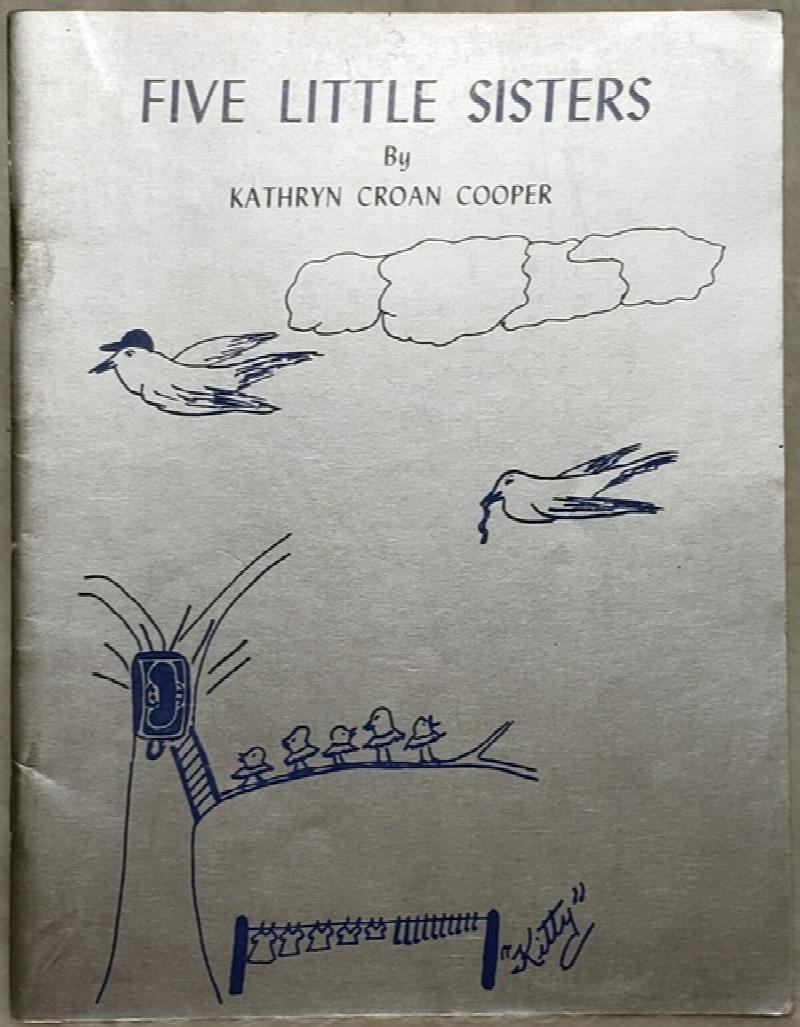 FIVE LITTLE SISTERS
By
KATHRYN CROAN COOPER
"Kitty"